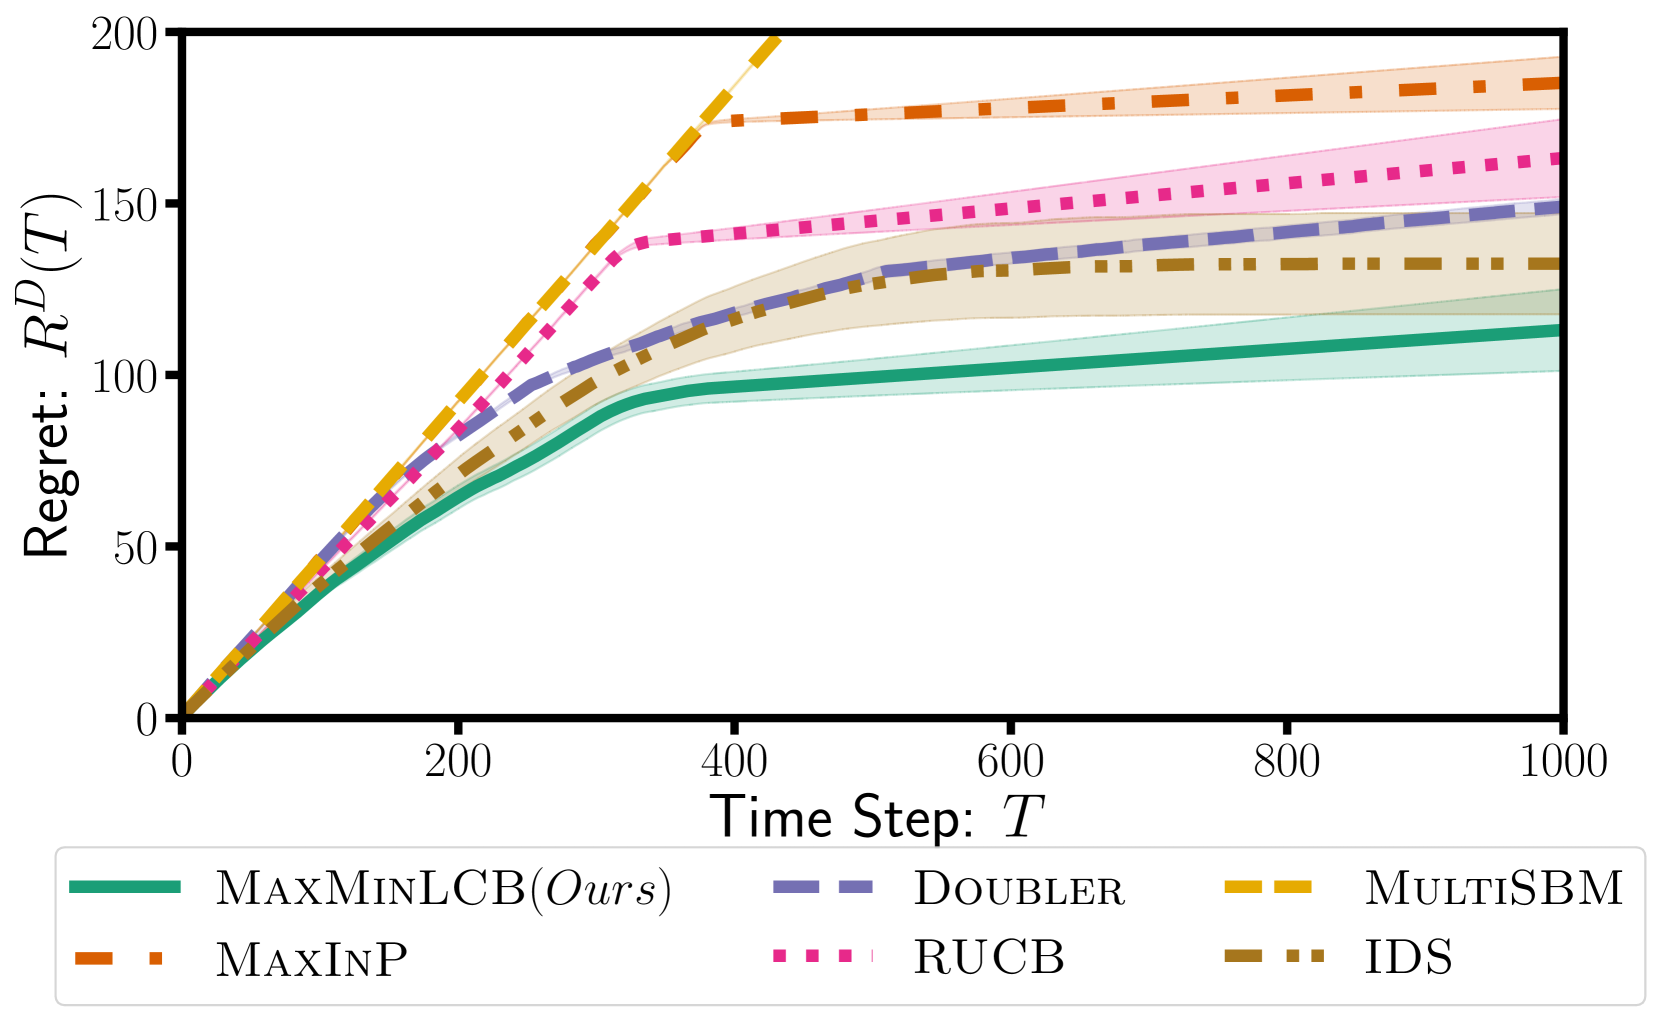 200
150
100
50
0
Regret: R^D(T)
0 200 400 600 800 1000
Time Step: T
MAXMINLCB(Ours) DOUBLER MULTISBM
MAXINP RUCB IDS